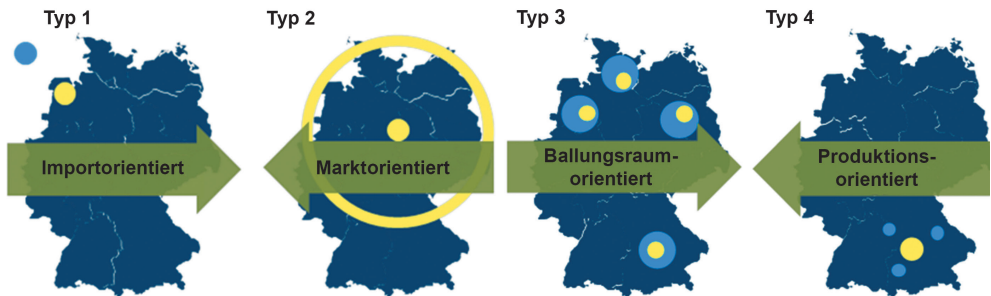 Typ 1
Typ 2
Typ 3
Typ 4
Importorientiert
Marktorientiert
Ballungsraum-
orientiert
Produktions-
orientiert